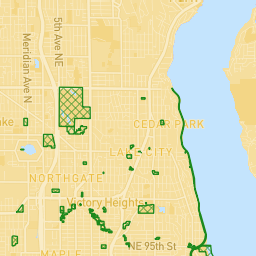 5th Ave NE
Meridian Ave N
CEDAR PARK
LAKE CITY
NORTHGATE
Victory Heights
NE 95th St
MAPLE